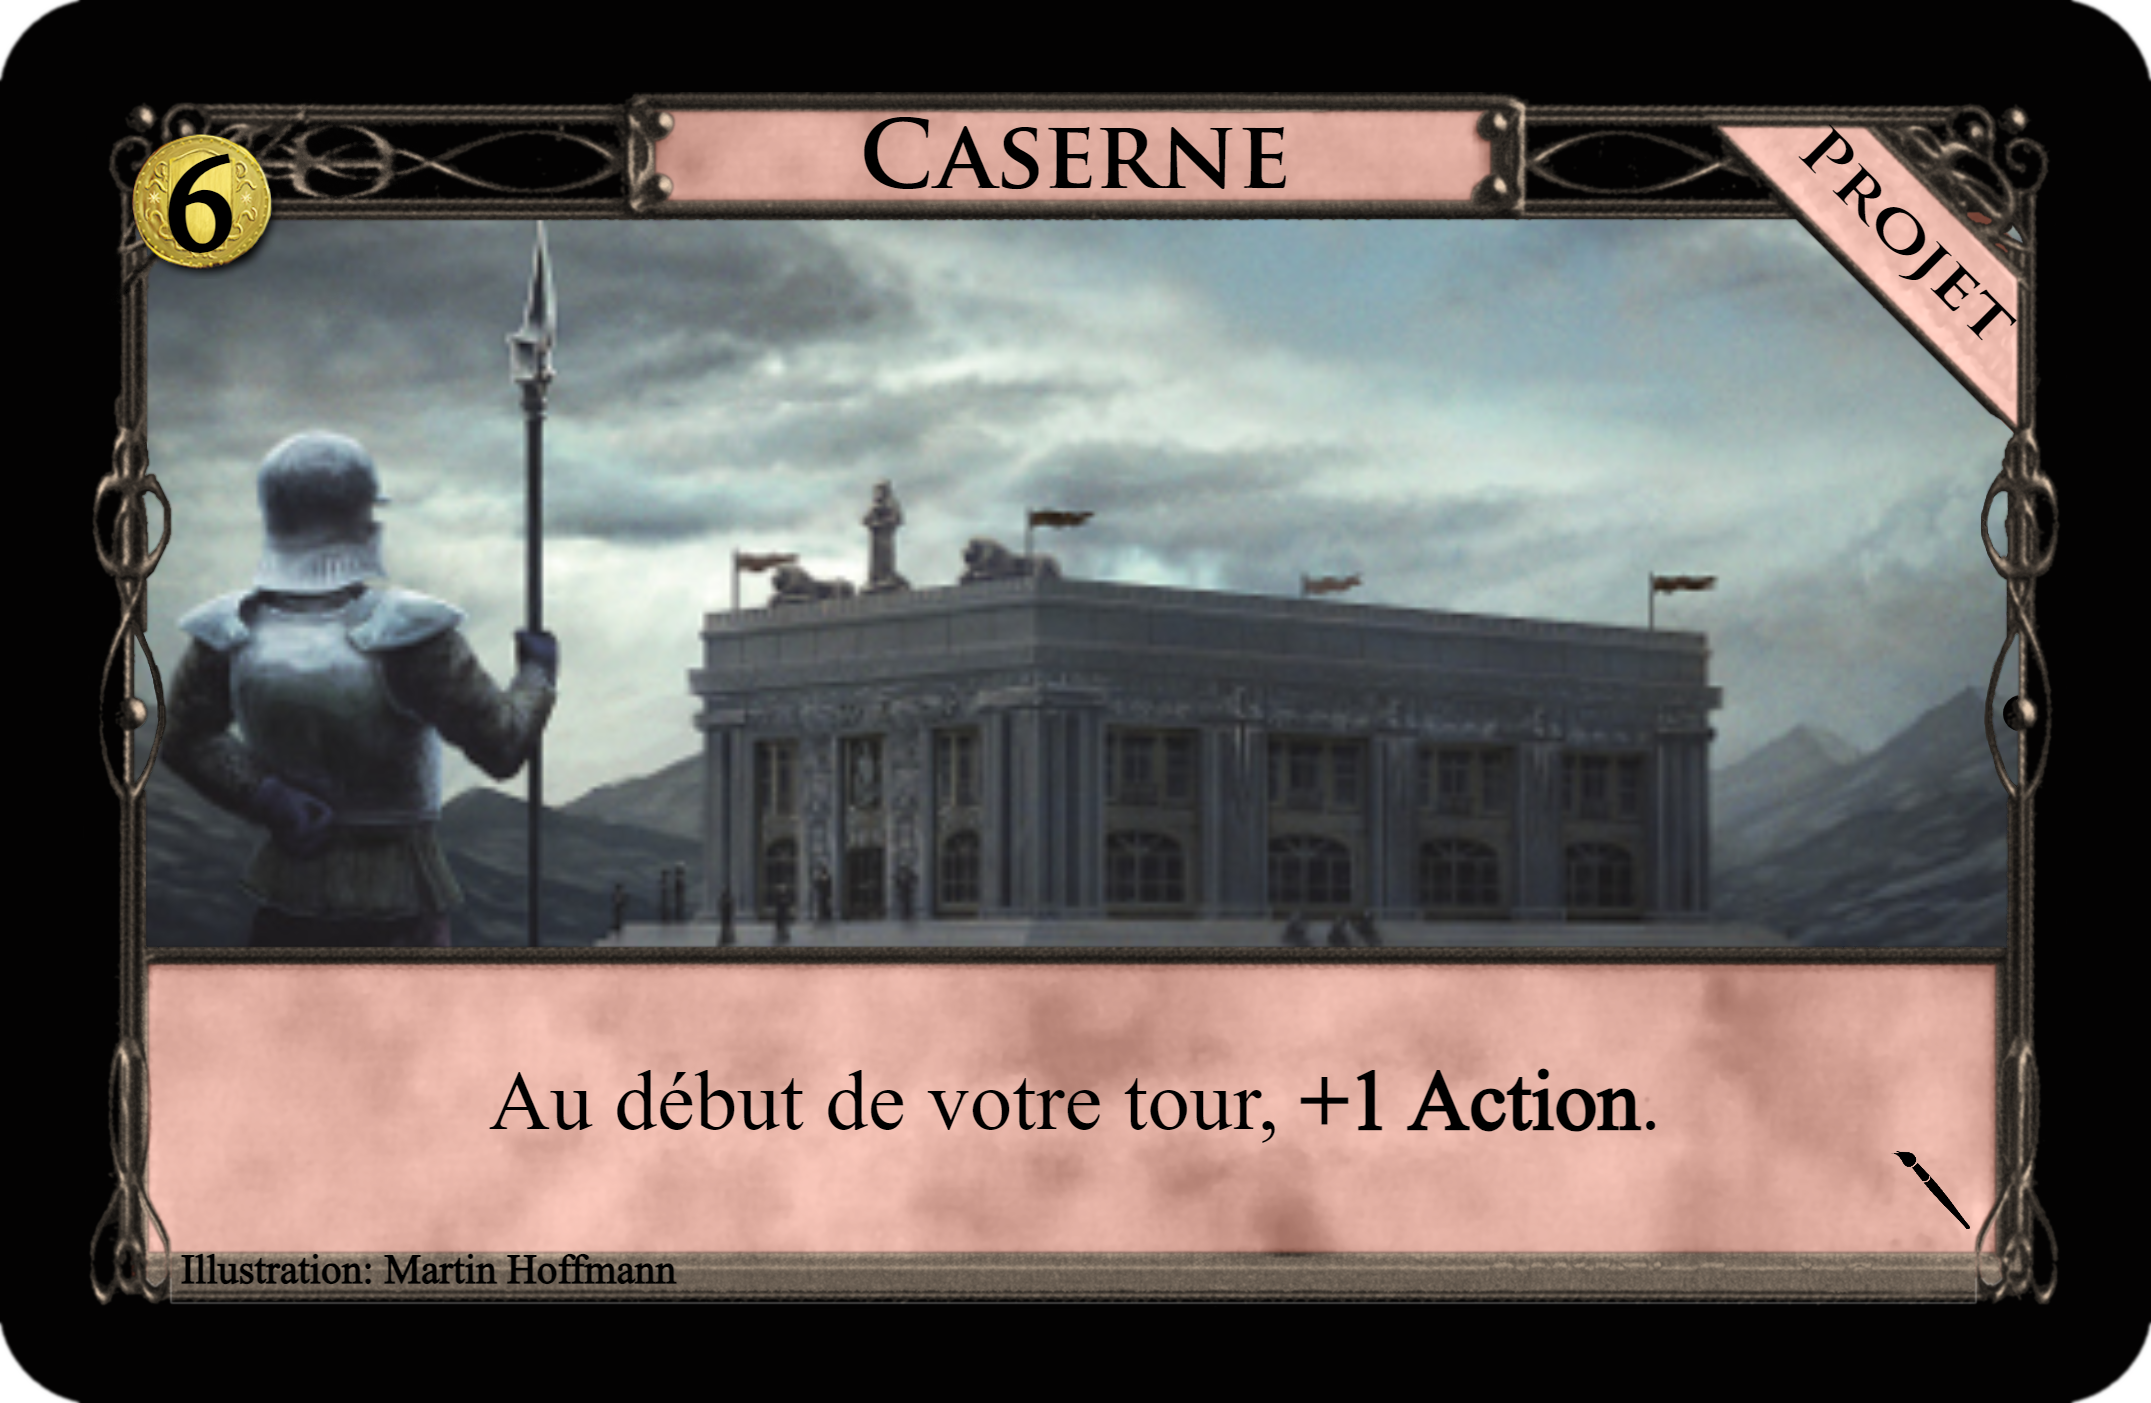 6
CASERNE
PROJET
Au début de votre tour, +1 Action.
Illustration: Martin Hoffmann